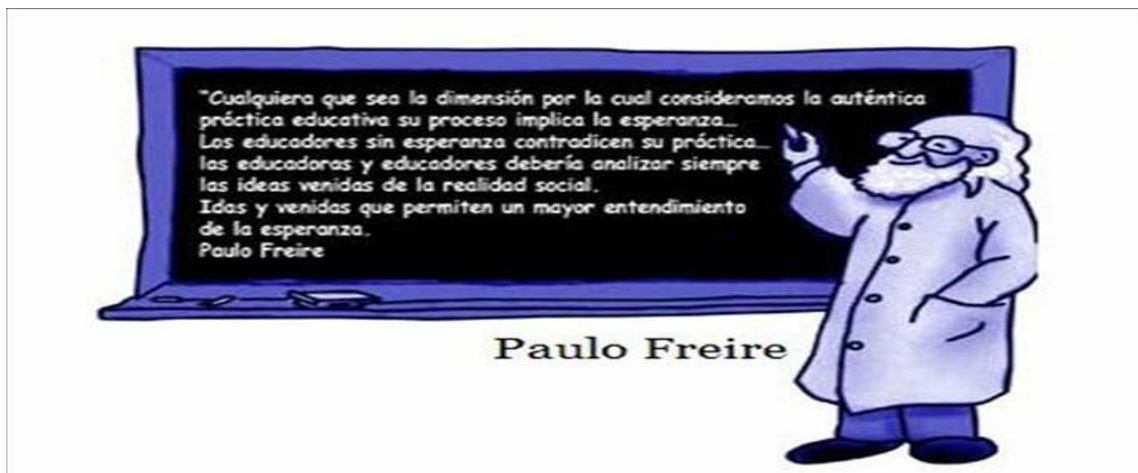 "Cualquiera que sea la dimensión por la cual consideramos la auténtica
práctica educativa su proceso implica la esperanza...
Los educadores sin esperanza contradicen su práctica...
las educadoras y educadores debería analizar siempre
las ideas venidas de la realidad social.
Idas y venidas que permiten un mayor entendimiento
de la esperanza.
Paulo Freire
Paulo Freire